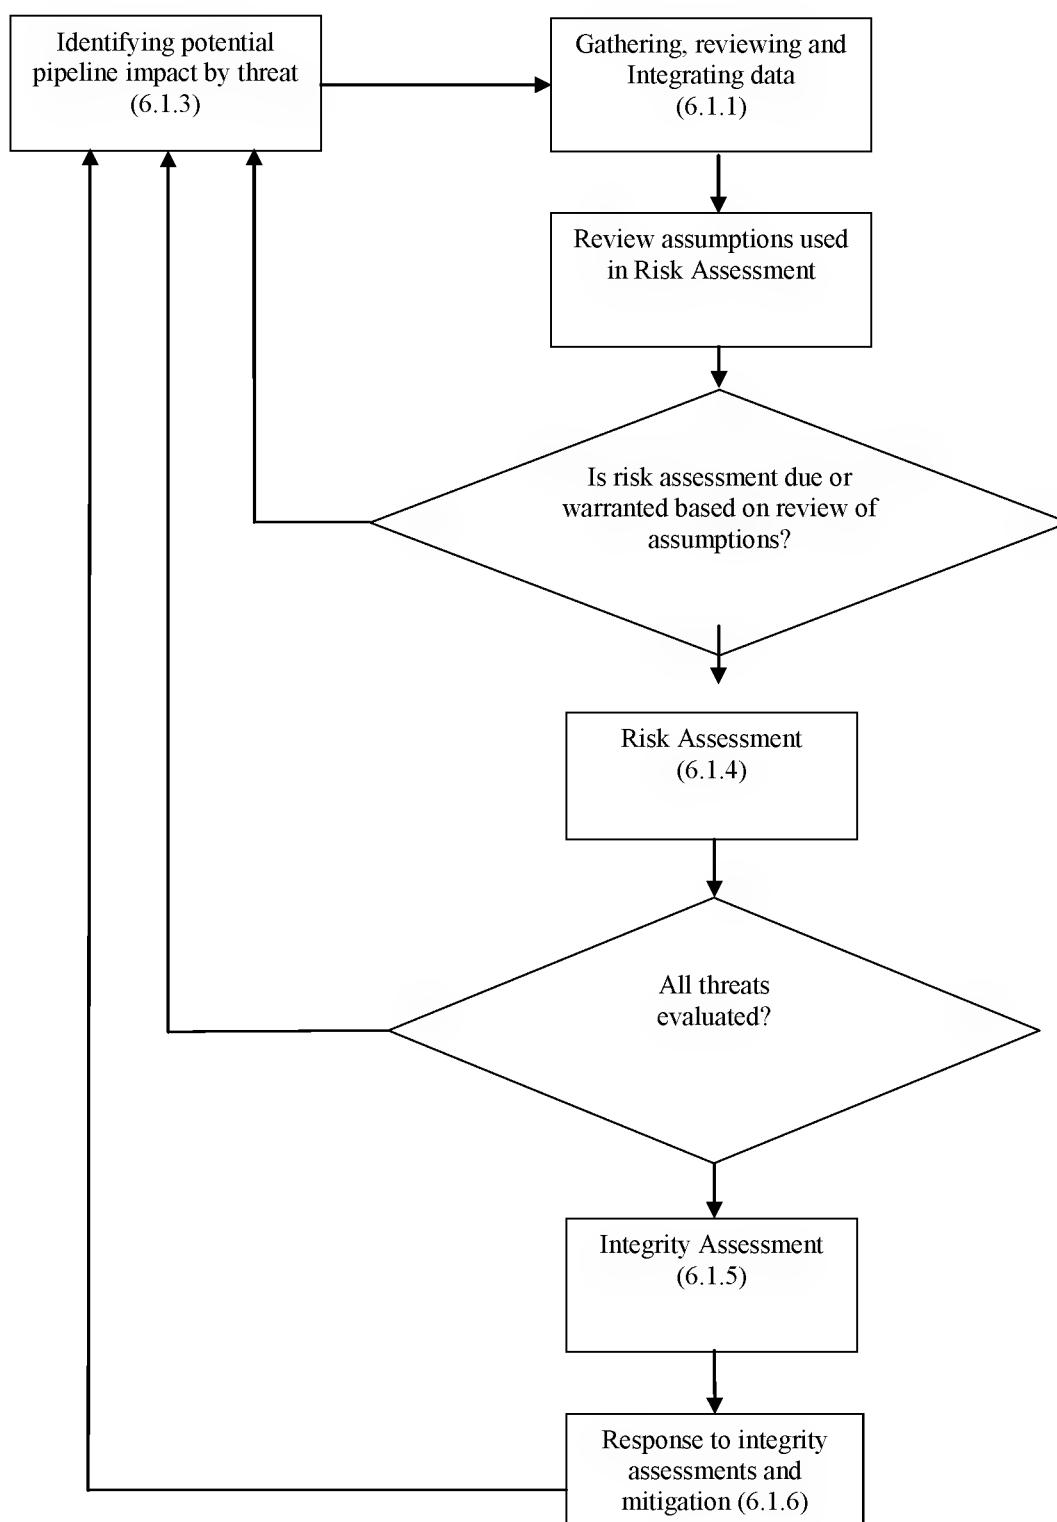 Identifying potential
pipeline impact by threat
(6.1.3)
Gathering, reviewing and
Integrating data
(6.1.1)
Review assumptions used
in Risk Assessment
Is risk assessment due or
warranted based on review of
assumptions?
Risk Assessment
(6.1.4)
All threats
evaluated?
Integrity Assessment
(6.1.5)
Response to integrity
assessments and
mitigation (6.1.6)